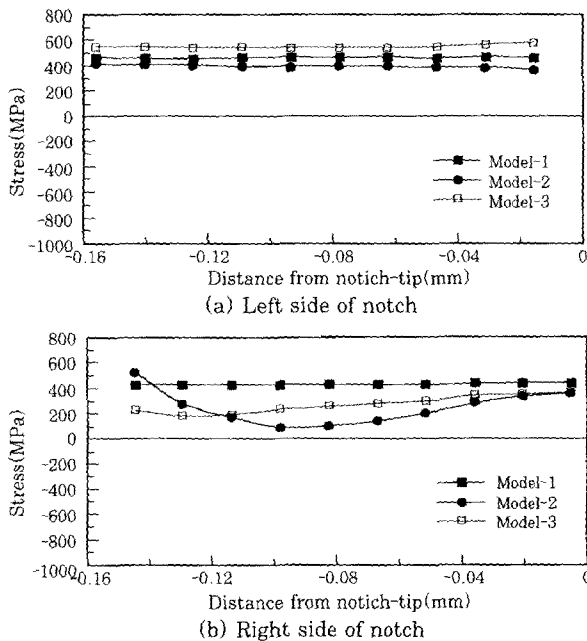 800
600
400
200
0
-200
-400
-600
-800
-1000
Stress(MPa)
Model-1
Model-2
Model-3
-0.16
-0.12
-0.08
-0.04
0
Distance from notich-tip(mm)
(a) Left side of notch
800
600
400
200
0
-200
-400
-600
-800
-1000
Stress(MPa)
Model-1
Model-2
Model-3
-0.16
-0.12
-0.08
-0.04
0
Distance from notich-tip(mm)
(b) Right side of notch